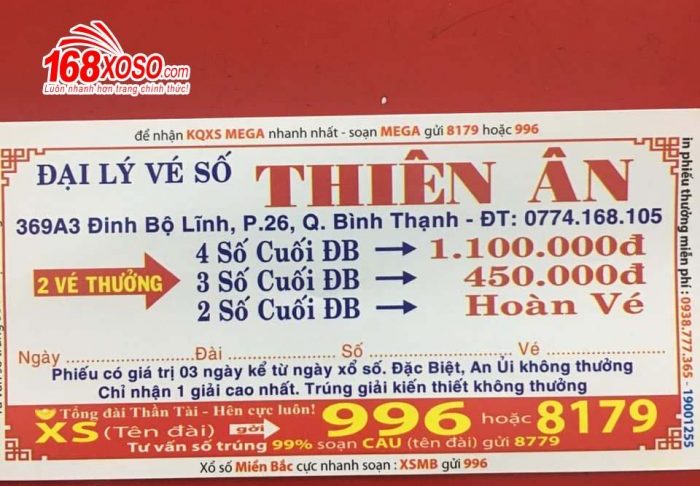 168XOSO.com
Luôn nhanh hơn trang chính thức!
để nhận KQXS MEGA nhanh nhất - soạn MEGA gửi 8179 hoặc 996
ĐẠI LÝ VÉ SỐ THIÊN ÂN
369A3 Đinh Bộ Lĩnh, P.26, Q. Bình Thạnh - ĐT: 0774.168.105
2 VÉ THƯỞNG
4 Số Cuối ĐB → 1.100.000đ
3 Số Cuối ĐB → 450.000đ
2 Số Cuối ĐB → Hoàn Vé
Ngày ........ Đài ........ Số ........ Vé ........
Phiếu có giá trị 03 ngày kể từ ngày xổ số. Đặc Biệt, An Ủi không thưởng
Chỉ nhận 1 giải cao nhất. Trúng giải kiến thiết không thưởng
Tổng đài Thần Tài - Hên cực luôn!
XS (Tên đài) gởi 996 hoặc 8179
Tư vấn số trúng 99% soạn CAU (tên đài) gửi 8779
Xổ số Miền Bắc cực nhanh soạn : XSMB gửi 996
in phiếu thưởng miễn phí : 0938.777.365 - 19001255